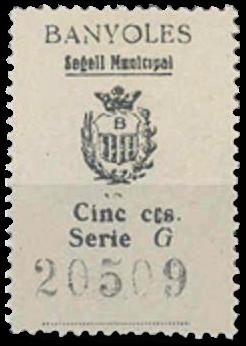 BANYOLES
Segell Municipal
B
Cinc cts.
Serie G
20509